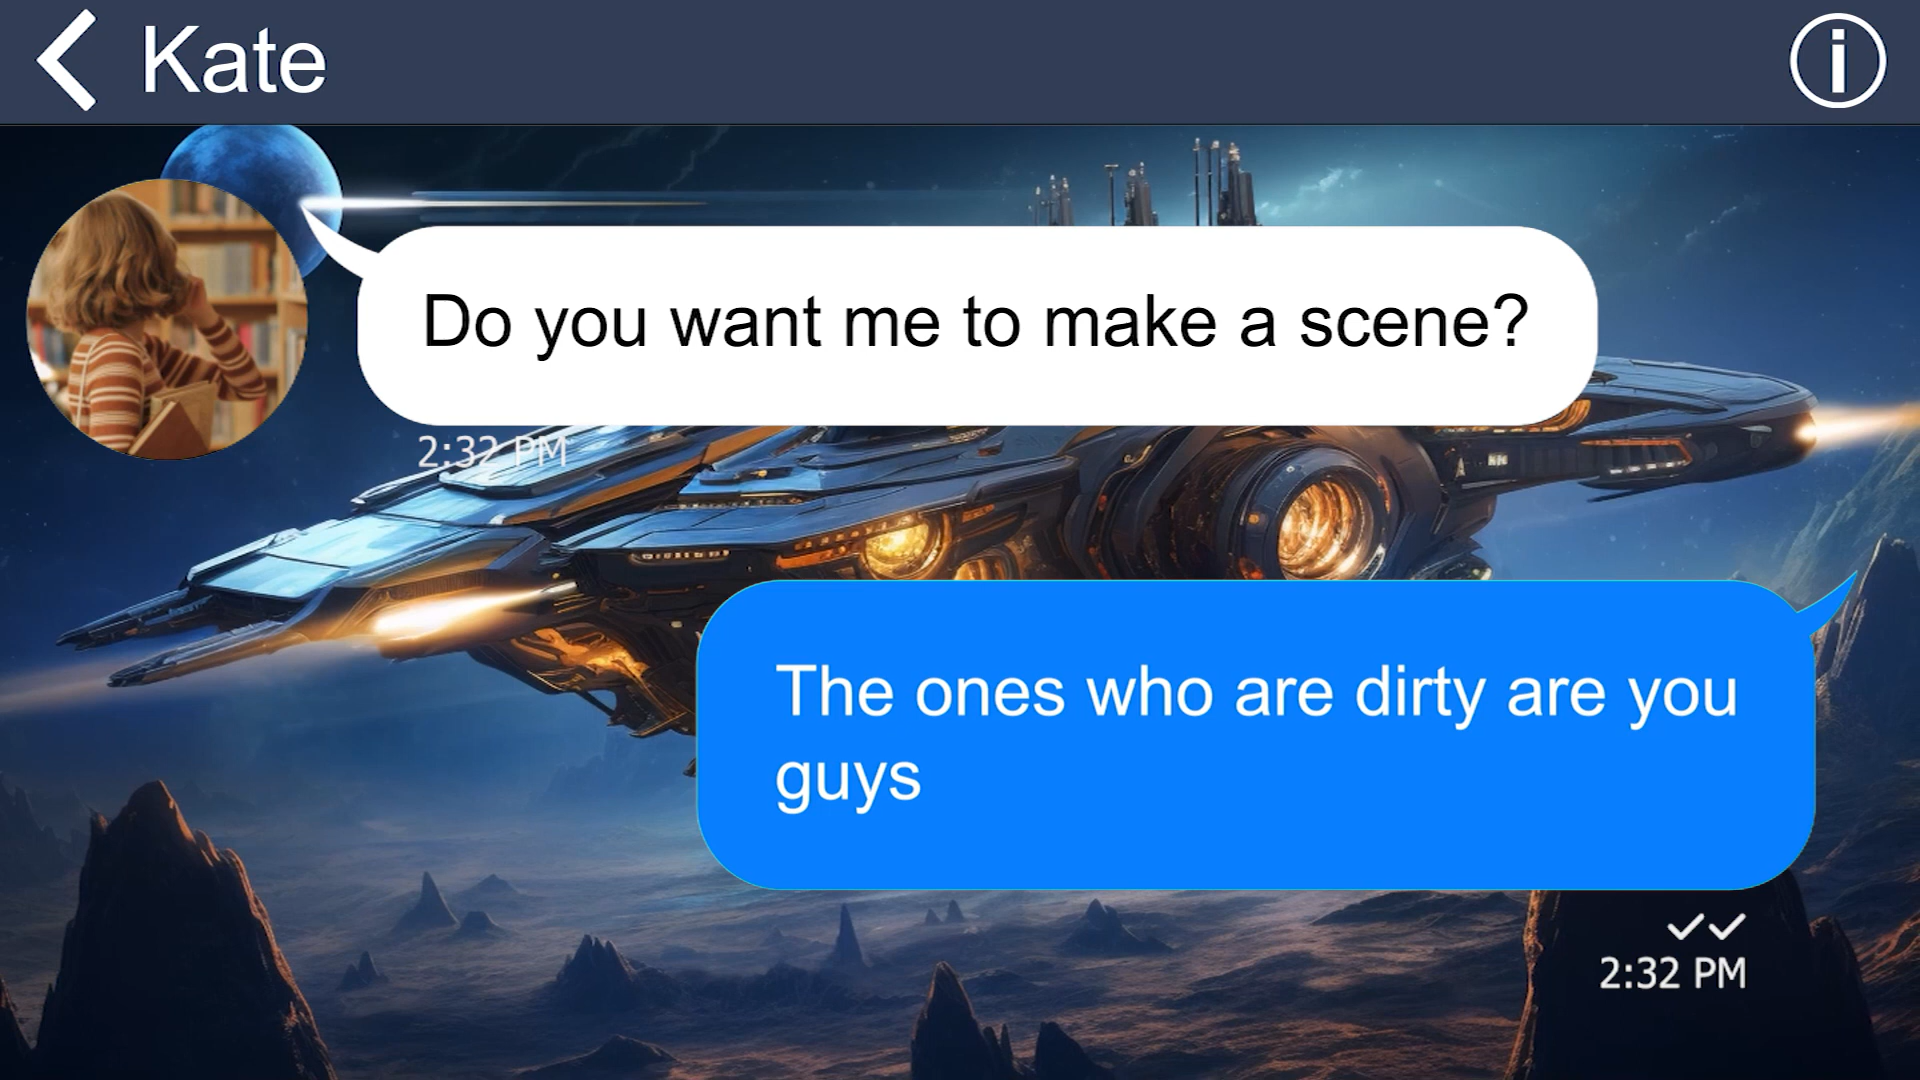 Kate
Do you want me to make a scene?
2:32 PM
The ones who are dirty are you
guys
2:32 PM